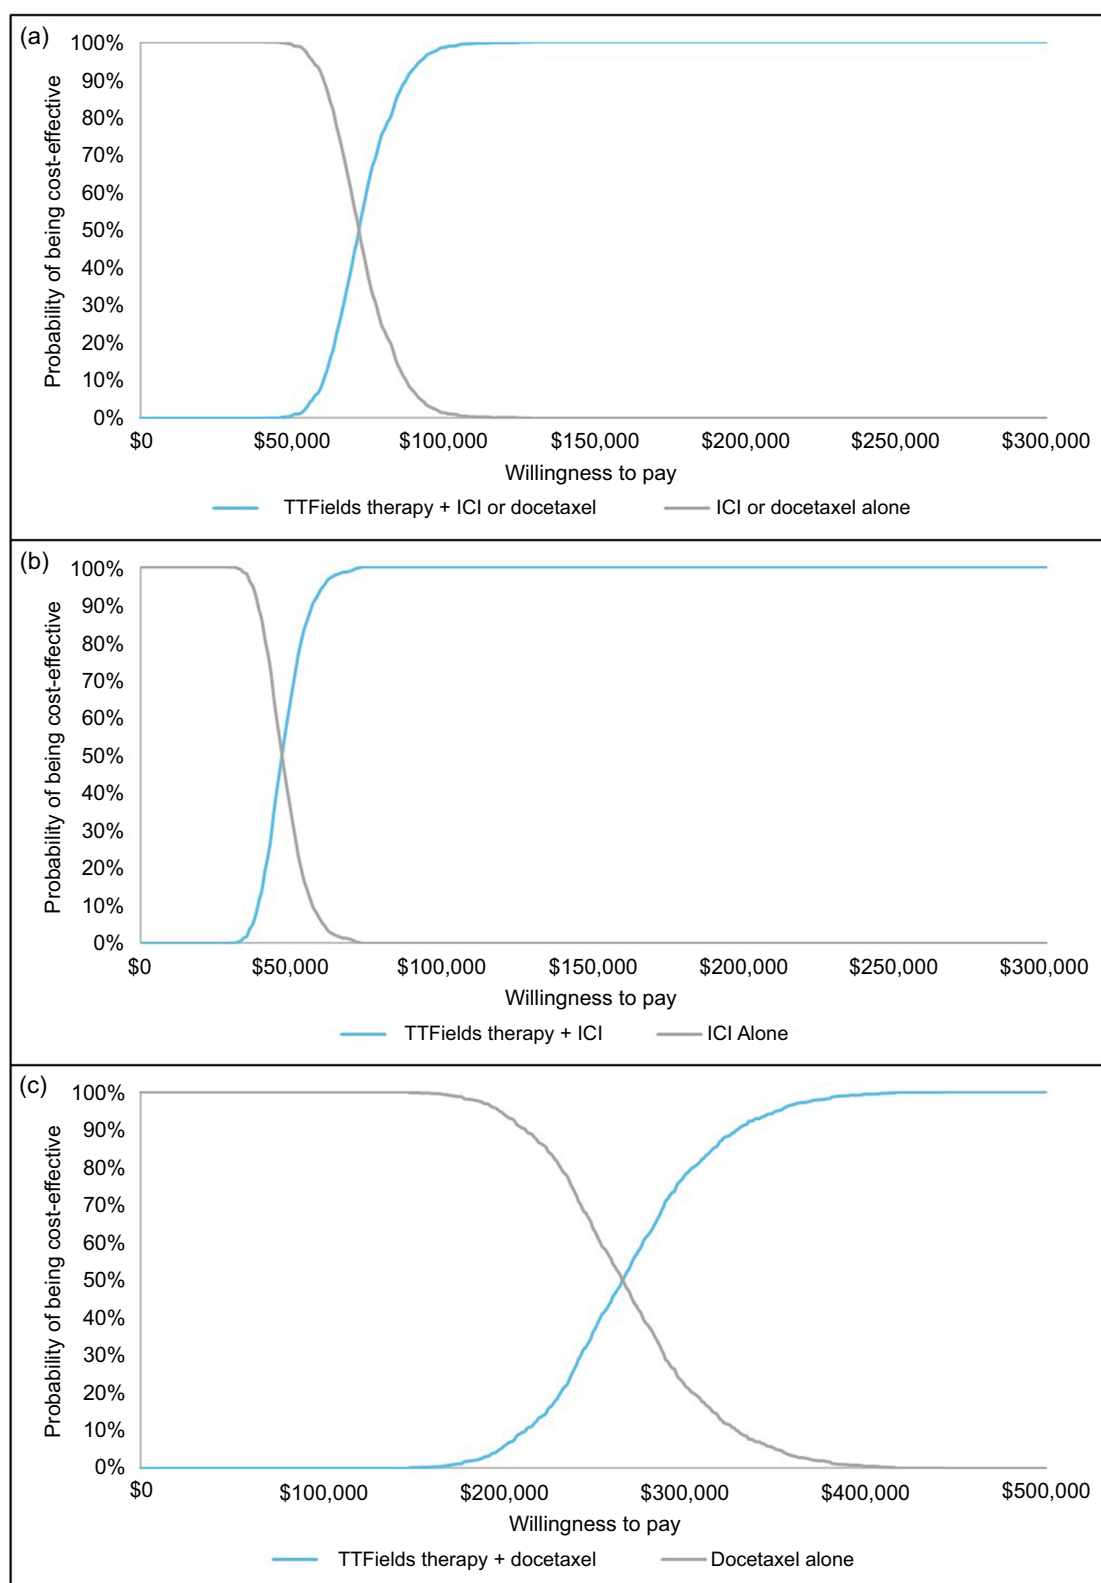 (a)
Probability of being cost-effective
100%
90%
80%
70%
60%
50%
40%
30%
20%
10%
0%
$0 $50,000 $100,000 $150,000 $200,000 $250,000 $300,000
Willingness to pay
TTFields therapy + ICI or docetaxel ICI or docetaxel alone
(b)
Probability of being cost-effective
100%
90%
80%
70%
60%
50%
40%
30%
20%
10%
0%
$0 $50,000 $100,000 $150,000 $200,000 $250,000 $300,000
Willingness to pay
TTFields therapy + ICI ICI Alone
(c)
Probability of being cost-effective
100%
90%
80%
70%
60%
50%
40%
30%
20%
10%
0%
$0 $100,000 $200,000 $300,000 $400,000 $500,000
Willingness to pay
TTFields therapy + docetaxel Docetaxel alone